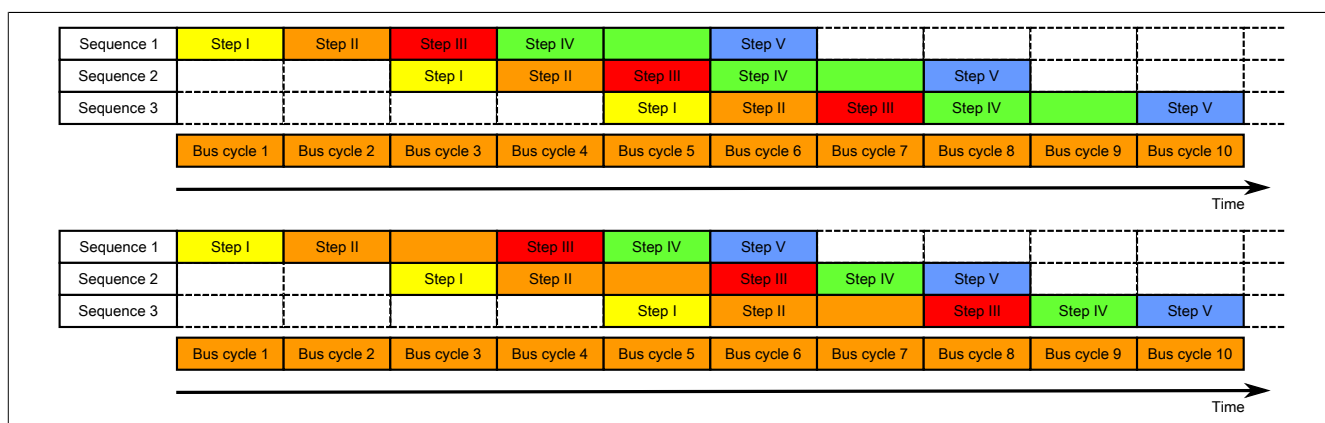 Sequence 1 Step I Step II Step III Step IV Step V
Sequence 2 Step I Step II Step III Step IV Step V
Sequence 3 Step I Step II Step III Step IV Step V
Bus cycle 1 Bus cycle 2 Bus cycle 3 Bus cycle 4 Bus cycle 5 Bus cycle 6 Bus cycle 7 Bus cycle 8 Bus cycle 9 Bus cycle 10
Time
Sequence 1 Step I Step II Step III Step IV Step V
Sequence 2 Step I Step II Step III Step IV Step V
Sequence 3 Step I Step II Step III Step IV Step V
Bus cycle 1 Bus cycle 2 Bus cycle 3 Bus cycle 4 Bus cycle 5 Bus cycle 6 Bus cycle 7 Bus cycle 8 Bus cycle 9 Bus cycle 10
Time